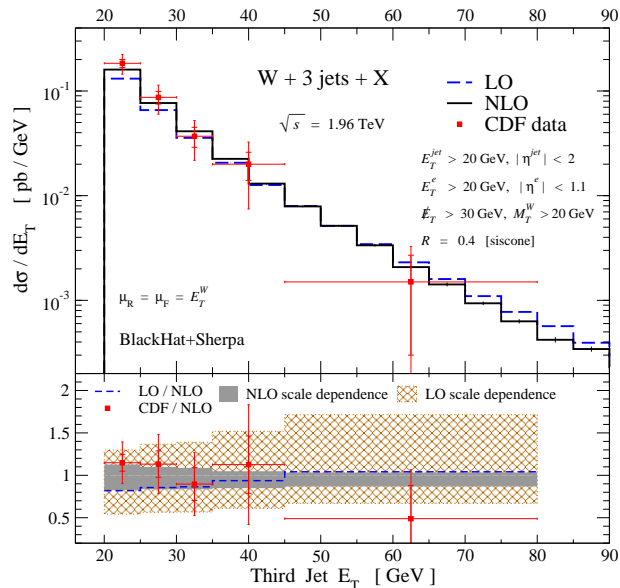 20 30 40 50 60 70 80 90
10^-1
10^-2
10^-3
dσ / dE_T [ pb / GeV ]
W + 3 jets + X
√s = 1.96 TeV
LO
NLO
CDF data
E_T^jet > 20 GeV, | η^jet | < 2
E_T^e > 20 GeV, | η^e | < 1.1
E̸_T > 30 GeV, M_T^W > 20 GeV
R = 0.4 [siscone]
μ_R = μ_F = E_T^W
BlackHat+Sherpa
LO / NLO
CDF / NLO
NLO scale dependence
LO scale dependence
2
1.5
1
0.5
20 30 40 50 60 70 80 90
Third Jet E_T [ GeV ]